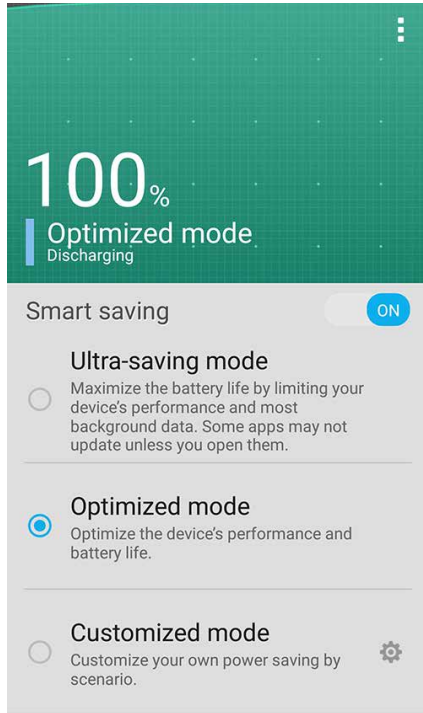 100%
Optimized mode
Discharging
Smart saving
ON
Ultra-saving mode
Maximize the battery life by limiting your
device's performance and most
background data. Some apps may not
update unless you open them.
Optimized mode
Optimize the device's performance and
battery life.
Customized mode
Customize your own power saving by
scenario.